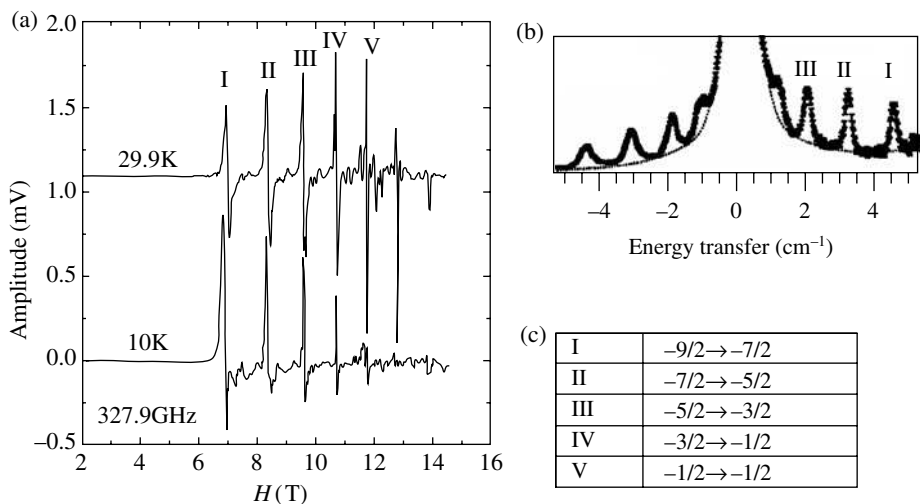 (a)
2.0
1.5
1.0
0.5
0.0
−0.5
Amplitude (mV)
I II III IV V
29.9K
10K
327.9GHz
2 4 6 8 10 12 14 16
H (T)
(b)
III II I
−4 −2 0 2 4
Energy transfer (cm⁻¹)
(c)
I −9/2→−7/2
II −7/2→−5/2
III −5/2→−3/2
IV −3/2→−1/2
V −1/2→−1/2